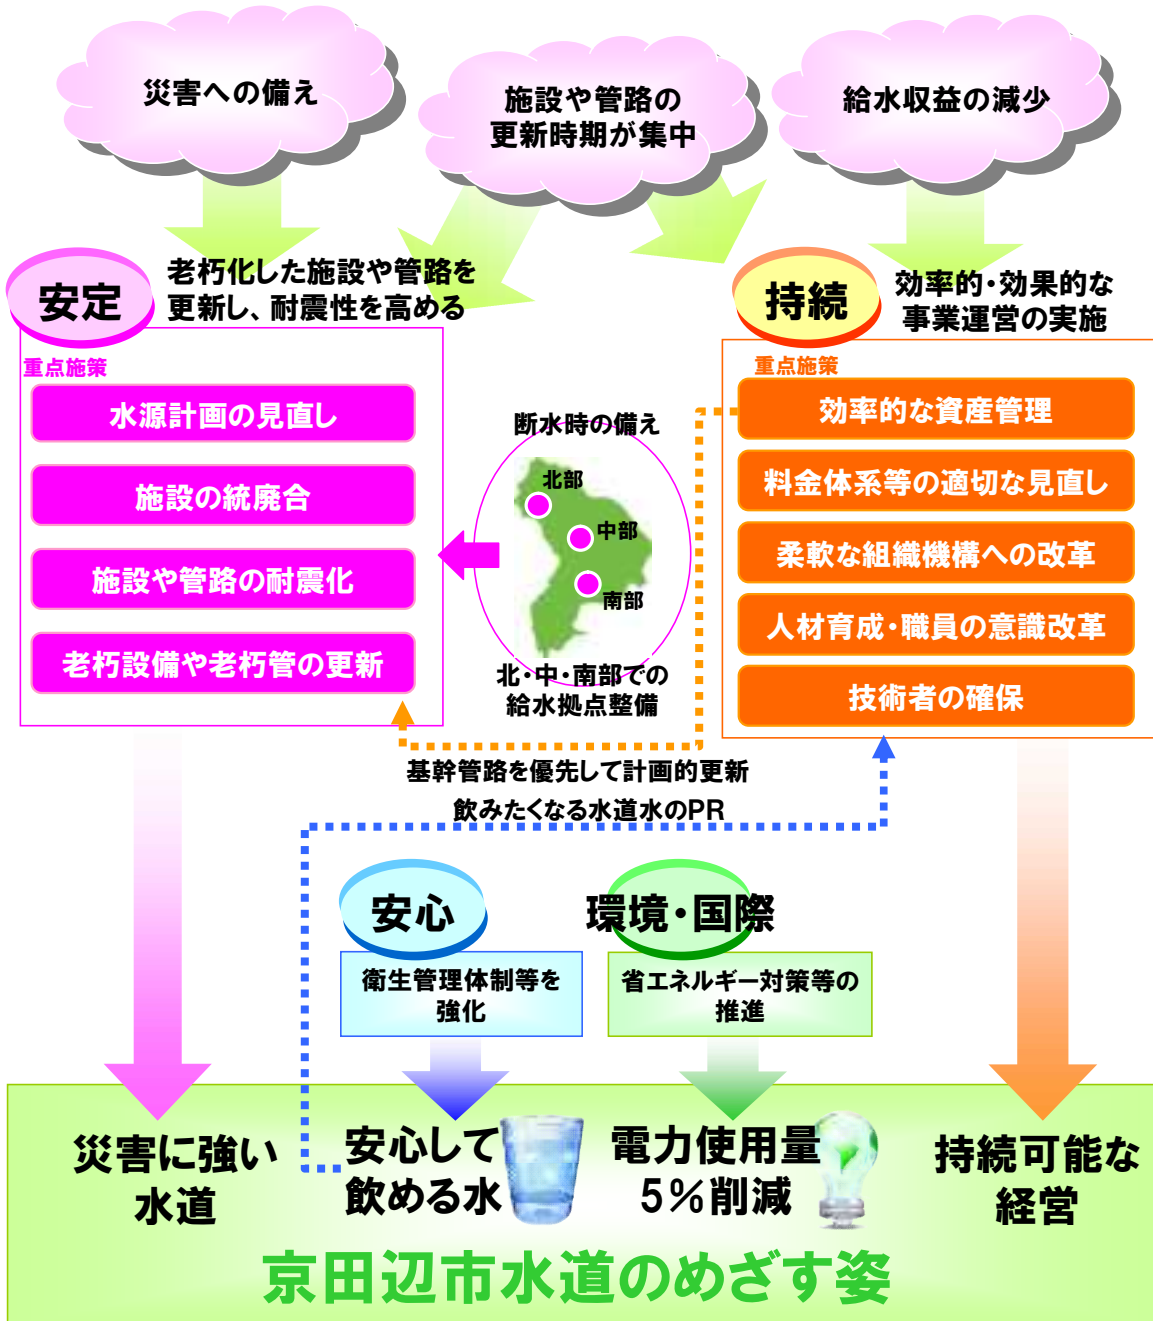 災害への備え
施設や管路の
更新時期が集中
給水収益の減少
安定
老朽化した施設や管路を
更新し、耐震性を高める
重点施策
水源計画の見直し
施設の統廃合
施設や管路の耐震化
老朽設備や老朽管の更新
断水時の備え
北部
中部
南部
北・中・南部での
給水拠点整備
持続
効率的・効果的な
事業運営の実施
重点施策
効率的な資産管理
料金体系等の適切な見直し
柔軟な組織機構への改革
人材育成・職員の意識改革
技術者の確保
基幹管路を優先して計画的更新
飲みたくなる水道水のPR
安心
衛生管理体制等を
強化
環境・国際
省エネルギー対策等の
推進
災害に強い
水道
安心して
飲める水
電力使用量
5%削減
持続可能な
経営
京田辺市水道のめざす姿